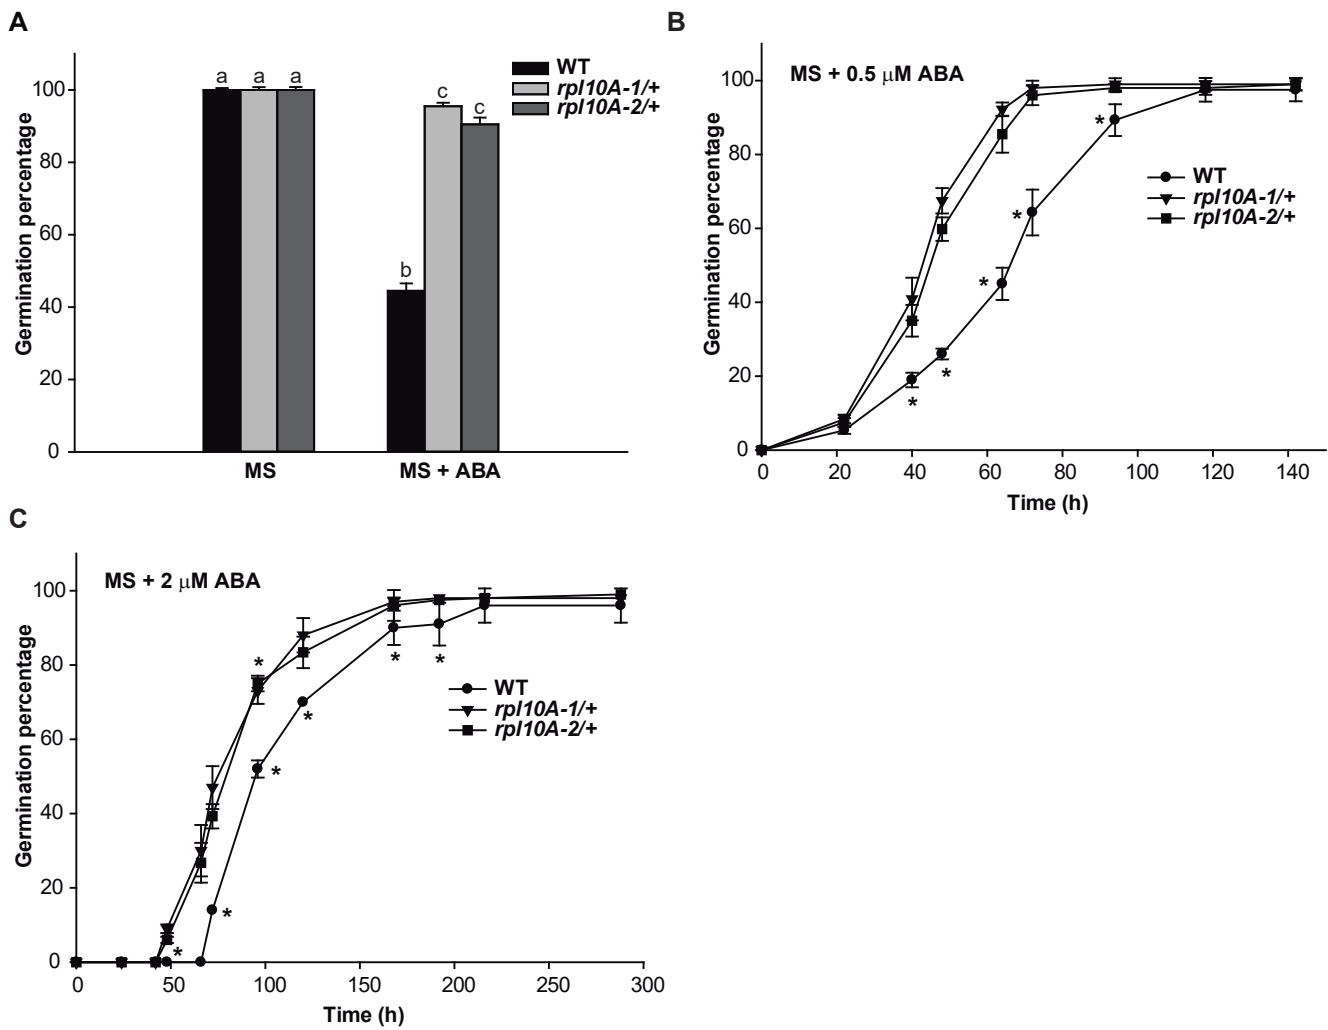 A
Germination percentage
100
80
60
40
20
0
a a a
b
c
c
MS
MS + ABA
WT
rpl10A-1/+
rpl10A-2/+
B
MS + 0.5 μM ABA
Germination percentage
100
80
60
40
20
0
*
*
*
*
*
WT
rpl10A-1/+
rpl10A-2/+
0 20 40 60 80 100 120 140
Time (h)
C
MS + 2 μM ABA
Germination percentage
100
80
60
40
20
0
*
*
*
*
*
*
*
WT
rpl10A-1/+
rpl10A-2/+
0 50 100 150 200 250 300
Time (h)